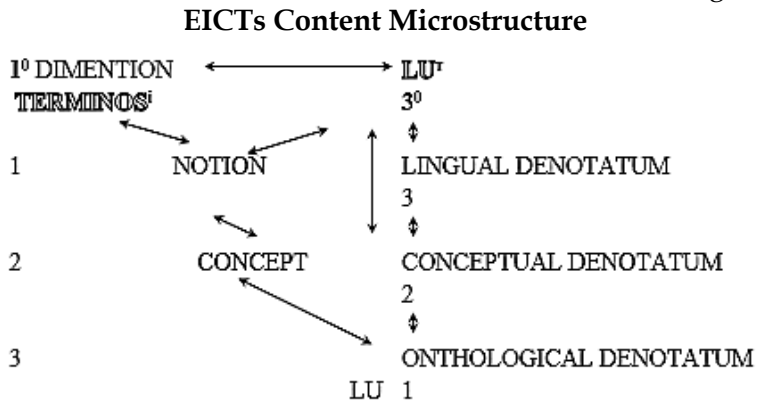 EICTs Content Microstructure
1⁰ DIMENTION LUᵀ
TERMINOSⁱ 3⁰
1 NOTION LINGUAL DENOTATUM
3
2 CONCEPT CONCEPTUAL DENOTATUM
2
3 ONTHOLOGICAL DENOTATUM
LU 1